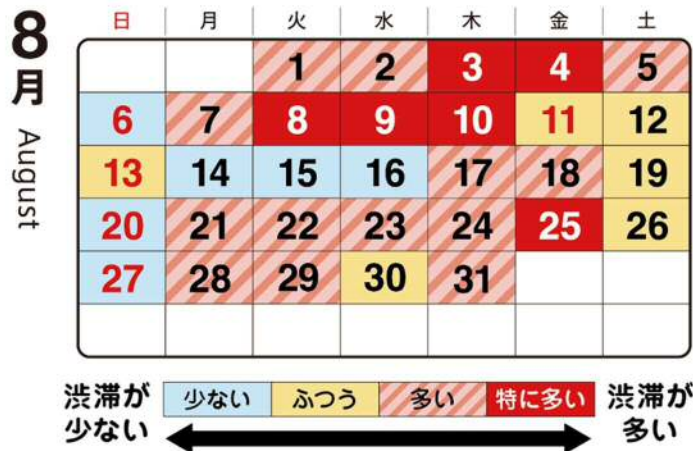 8月 August
日 月 火 水 木 金 土
1 2 3 4 5
6 7 8 9 10 11 12
13 14 15 16 17 18 19
20 21 22 23 24 25 26
27 28 29 30 31
渋滞が少ない 少ない ふつう 多い 特に多い 渋滞が多い